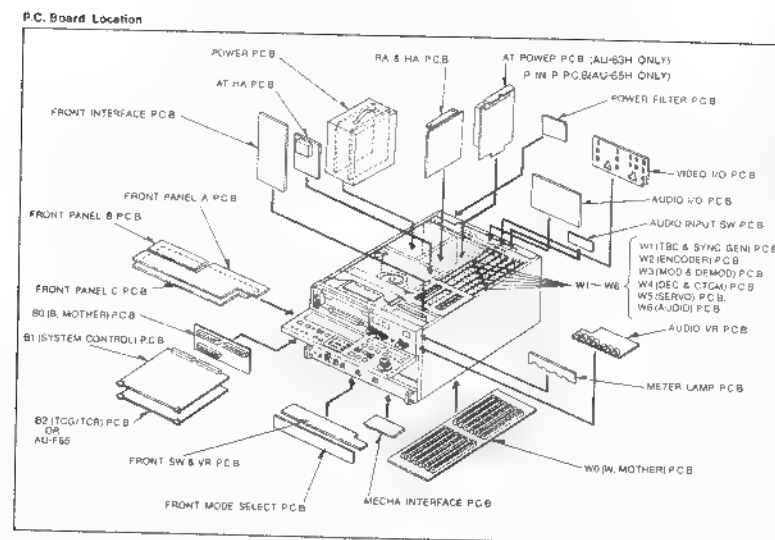 P.C. Board Location
POWER P.C.B
AT HA P.C.B
FRONT INTERFACE P.C.B
RA & HA P.C.B
AT POWER P.C.B (AU-63H ONLY)
P IN P P.C.B (AU-65H ONLY)
POWER FILTER P.C.B
VIDEO I/O P.C.B
AUDIO I/O P.C.B
AUDIO INPUT SW P.C.B
FRONT PANEL A P.C.B
FRONT PANEL B P.C.B
FRONT PANEL C P.C.B
W1 ~ W6
W1 (TBC & SYNC GEN) P.C.B
W2 (ENCODER) P.C.B
W3 (MOD & DEMOD) P.C.B
W4 (DEC & CTCM) P.C.B
W5 (SERVO) P.C.B.
W6 (AUDIO) P.C.B
B0 (B. MOTHER) P.C.B
B1 (SYSTEM CONTROL) P.C.B
AUDIO VR P.C.B
METER LAMP P.C.B
B2 (TCG/TCR) P.C.B
OR
AU-F65
FRONT SW & VR P.C.B
FRONT MODE SELECT P.C.B
MECHA INTERFACE P.C.B
W0 (W. MOTHER) P.C.B